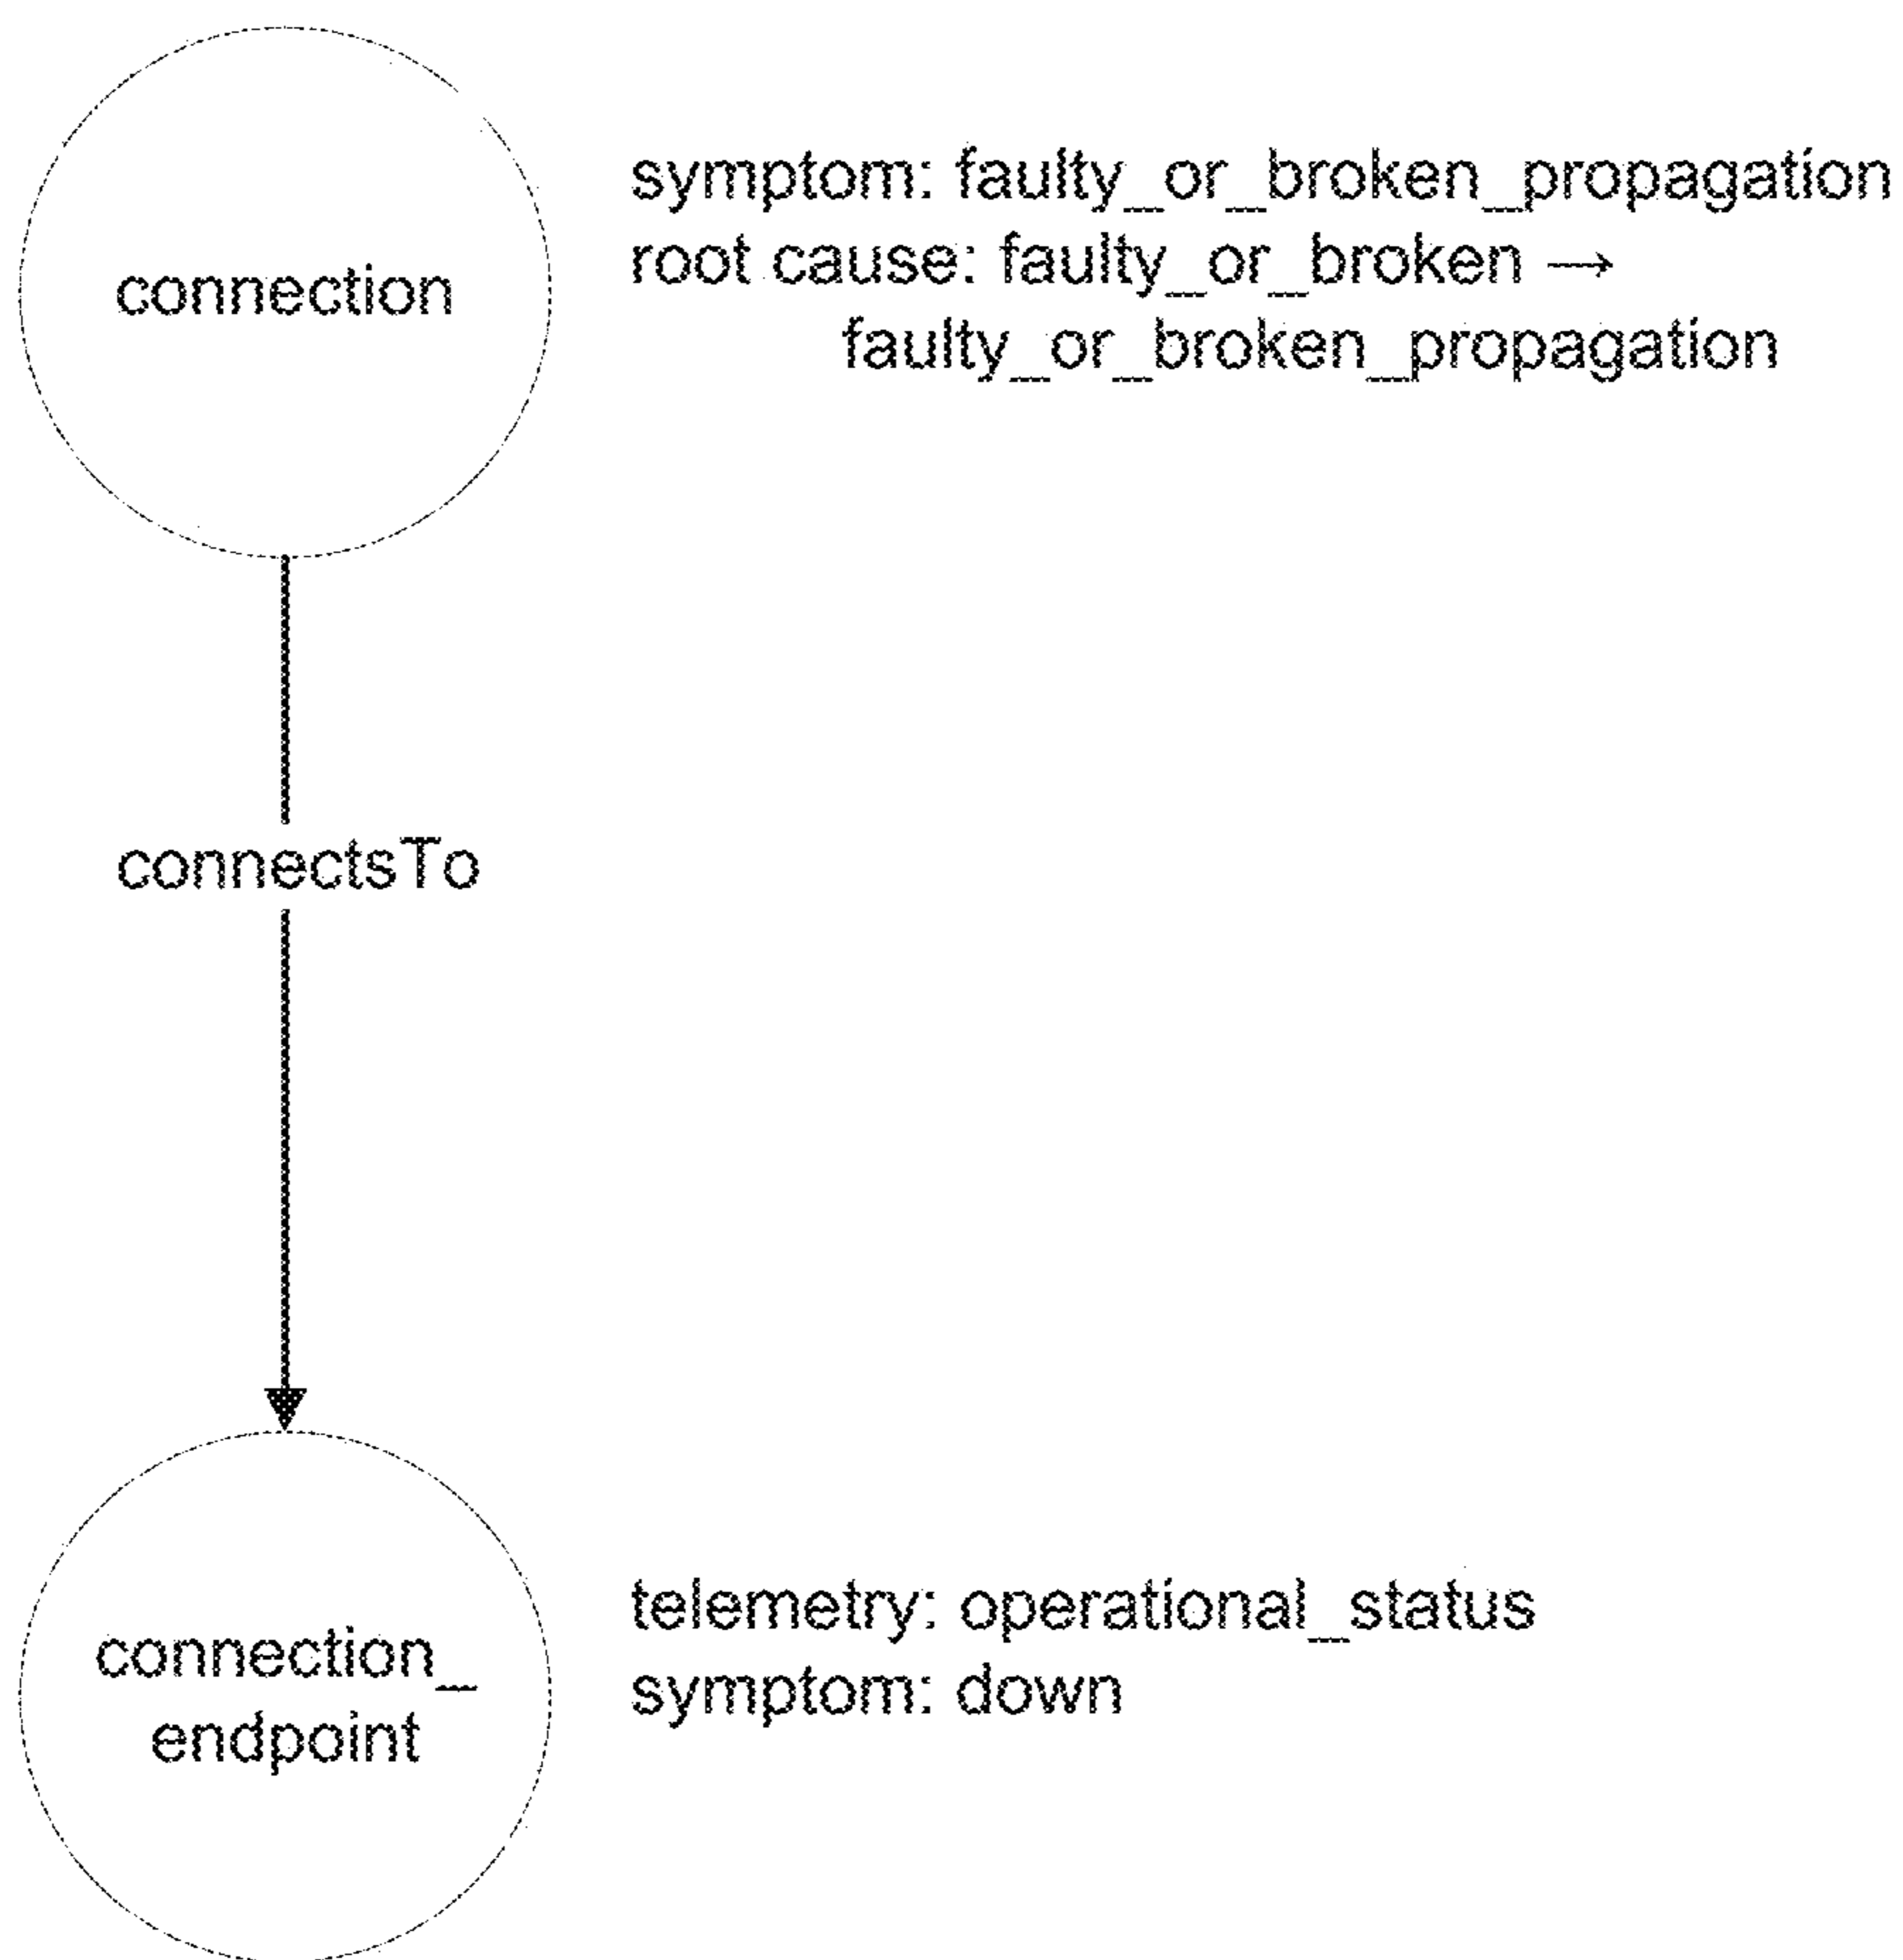 connection
symptom: faulty_or_broken_propagation
root cause: faulty_or_broken →
faulty_or_broken_propagation
connectsTo
connection_
endpoint
telemetry: operational_status
symptom: down